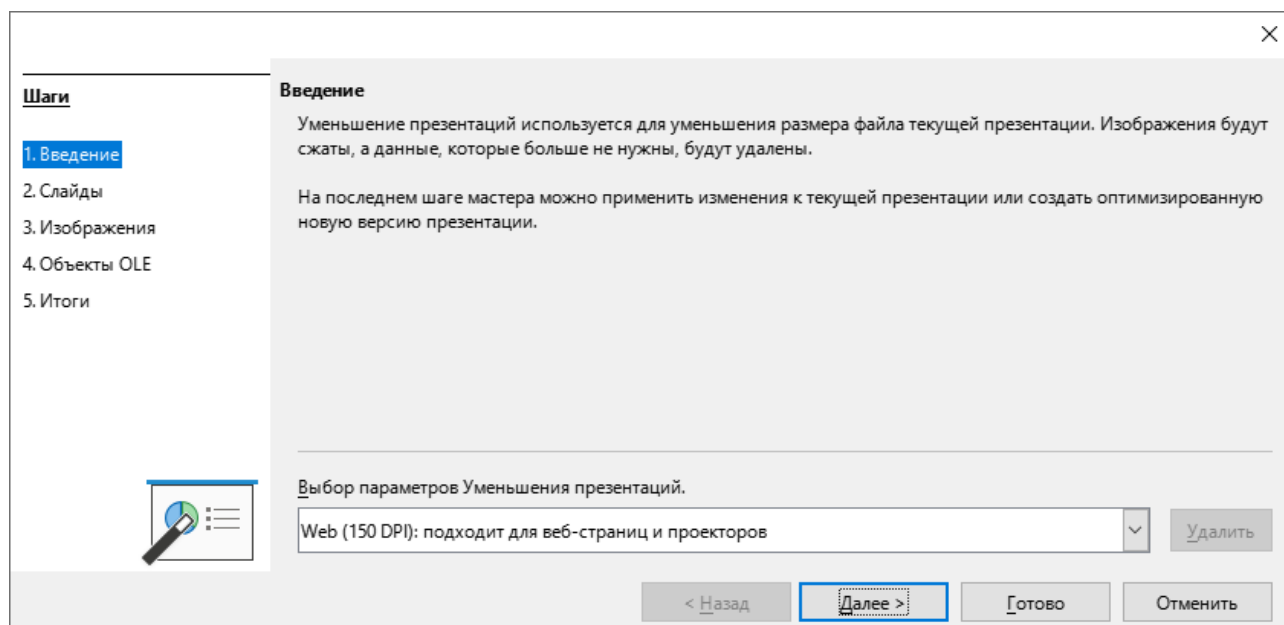 Шаги
1. Введение
2. Слайды
3. Изображения
4. Объекты OLE
5. Итоги
Введение
Уменьшение презентаций используется для уменьшения размера файла текущей презентации. Изображения будут
сжаты, а данные, которые больше не нужны, будут удалены.
На последнем шаге мастера можно применить изменения к текущей презентации или создать оптимизированную
новую версию презентации.
Выбор параметров Уменьшения презентаций.
Web (150 DPI): подходит для веб-страниц и проекторов
Удалить
< Назад
Далее >
Готово
Отменить